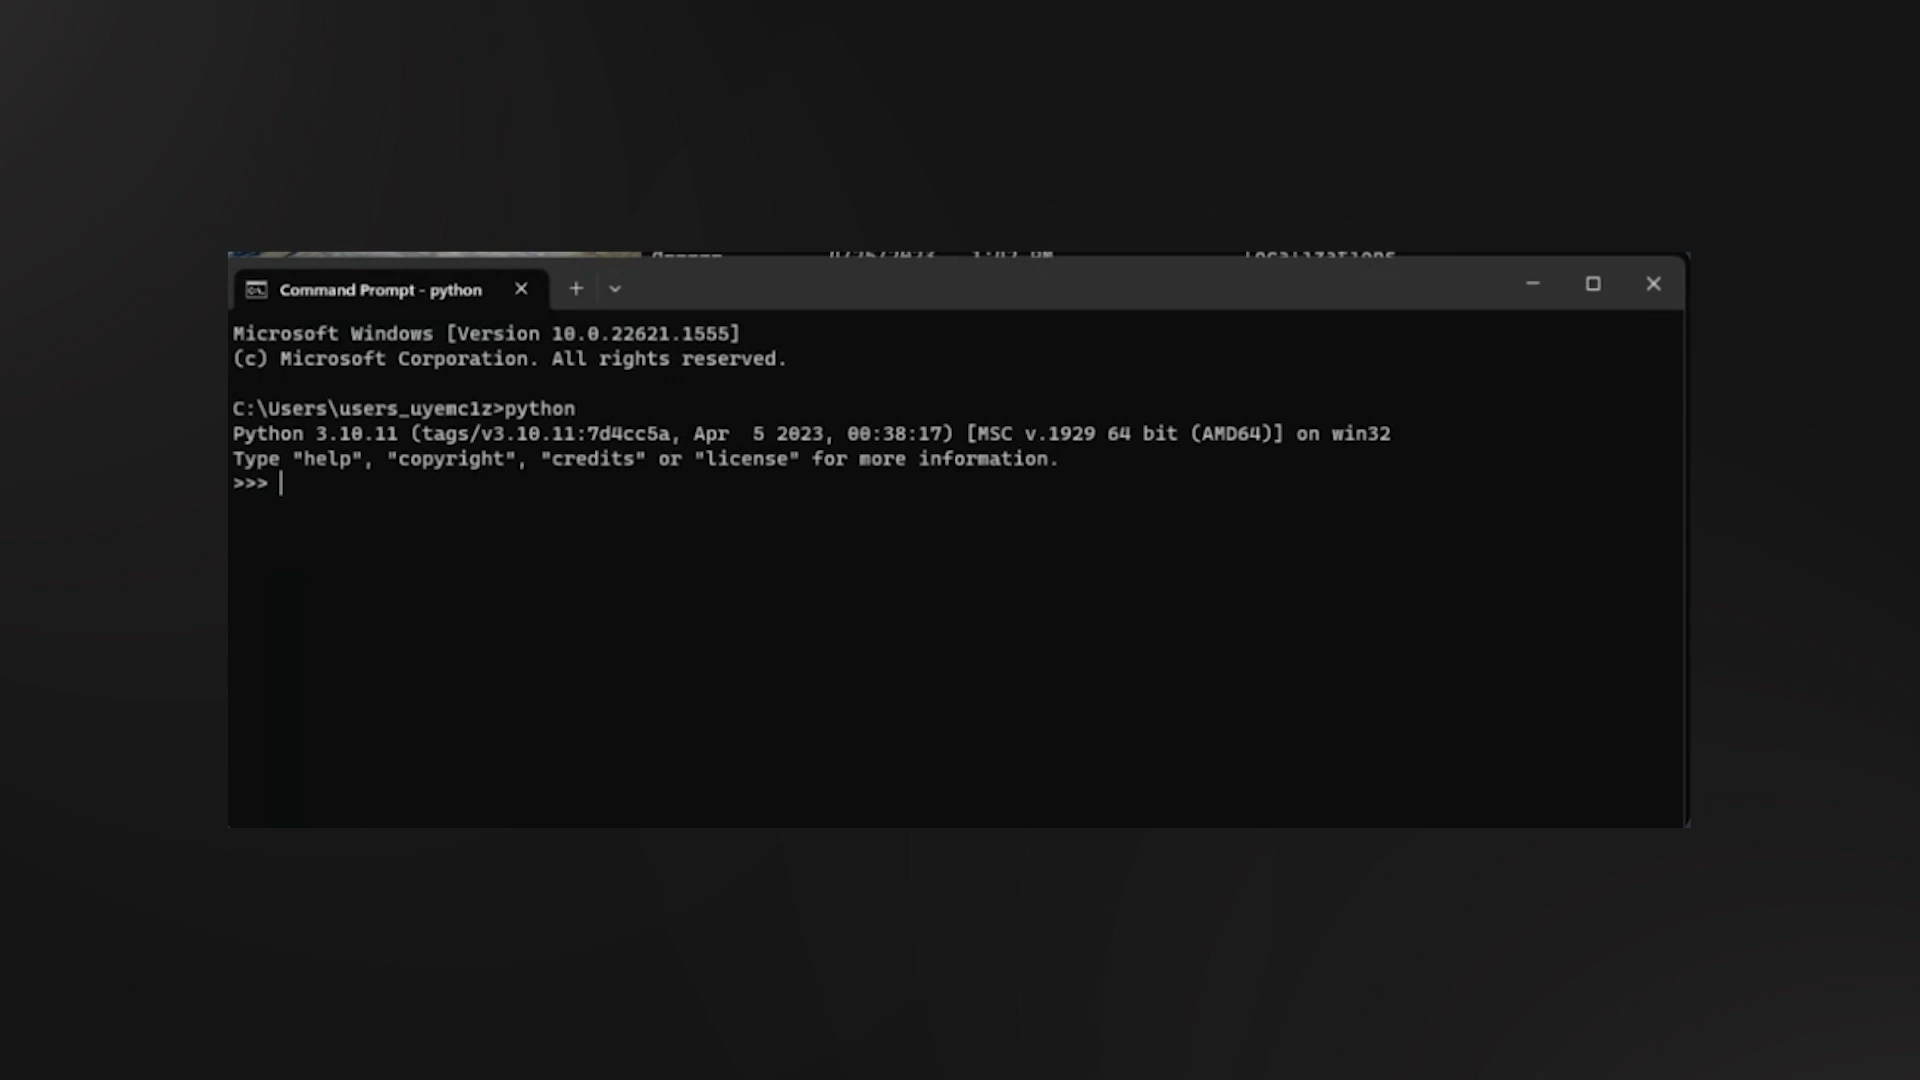 Command Prompt - python
Microsoft Windows [Version 10.0.22621.1555]
(c) Microsoft Corporation. All rights reserved.
C:\Users\users_uyemc1z>python
Python 3.10.11 (tags/v3.10.11:7d4cc5a, Apr  5 2023, 00:38:17) [MSC v.1929 64 bit (AMD64)] on win32
Type "help", "copyright", "credits" or "license" for more information.
>>>